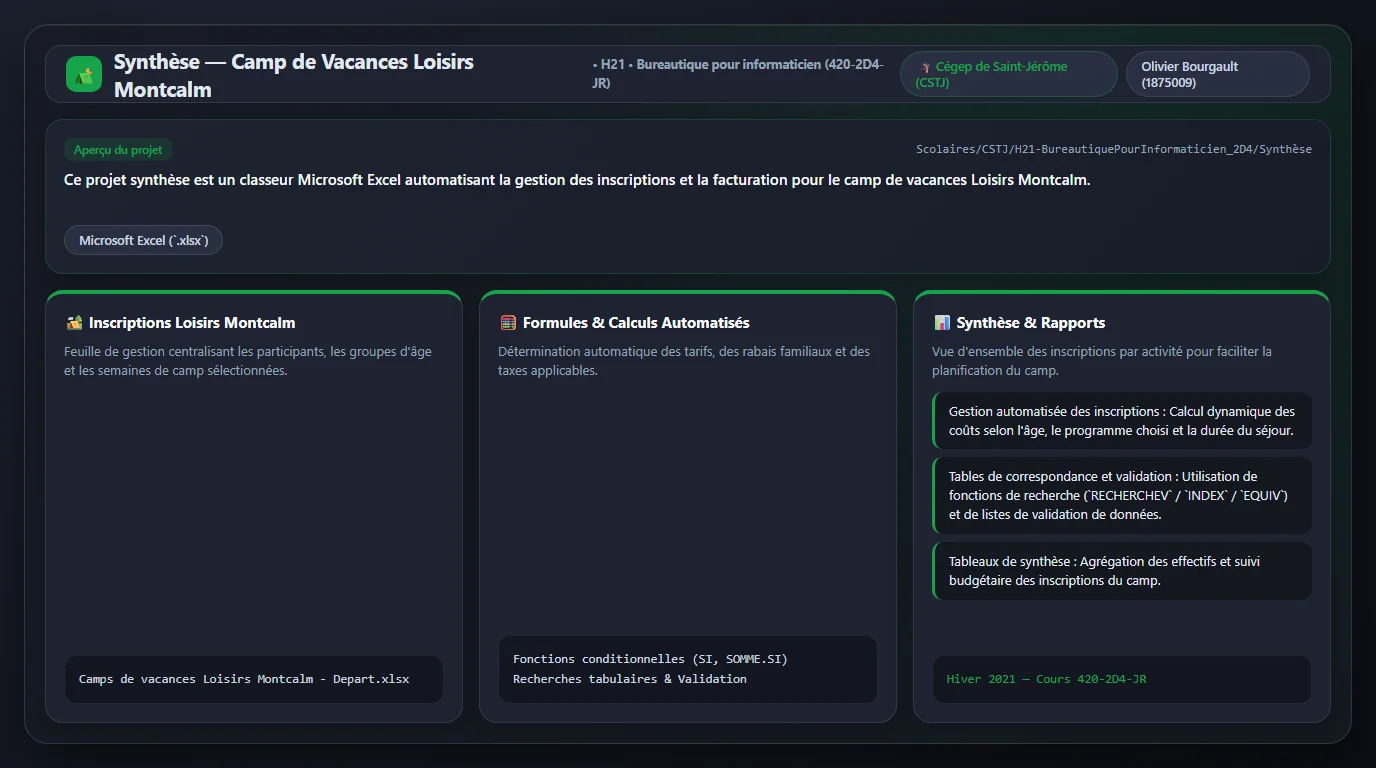 Synthèse — Camp de Vacances Loisirs
Montcalm
• H21 • Bureautique pour informaticien (420-2D4-
JR)
Cégep de Saint-Jérôme
(CSTJ)
Olivier Bourgault
(1875009)
Aperçu du projet
Scolaires/CSTJ/H21-BureautiquePourInformaticien_2D4/Synthèse
Ce projet synthèse est un classeur Microsoft Excel automatisant la gestion des inscriptions et la facturation pour le camp de vacances Loisirs Montcalm.
Microsoft Excel (`.xlsx`)
Inscriptions Loisirs Montcalm
Feuille de gestion centralisant les participants, les groupes d'âge
et les semaines de camp sélectionnées.
Camps de vacances Loisirs Montcalm - Depart.xlsx
Formules & Calculs Automatisés
Détermination automatique des tarifs, des rabais familiaux et des
taxes applicables.
Fonctions conditionnelles (SI, SOMME.SI)
Recherches tabulaires & Validation
Synthèse & Rapports
Vue d'ensemble des inscriptions par activité pour faciliter la
planification du camp.
Gestion automatisée des inscriptions : Calcul dynamique des
coûts selon l'âge, le programme choisi et la durée du séjour.
Tables de correspondance et validation : Utilisation de
fonctions de recherche (`RECHERCHEV` / `INDEX` / `EQUIV`)
et de listes de validation de données.
Tableaux de synthèse : Agrégation des effectifs et suivi
budgétaire des inscriptions du camp.
Hiver 2021 — Cours 420-2D4-JR